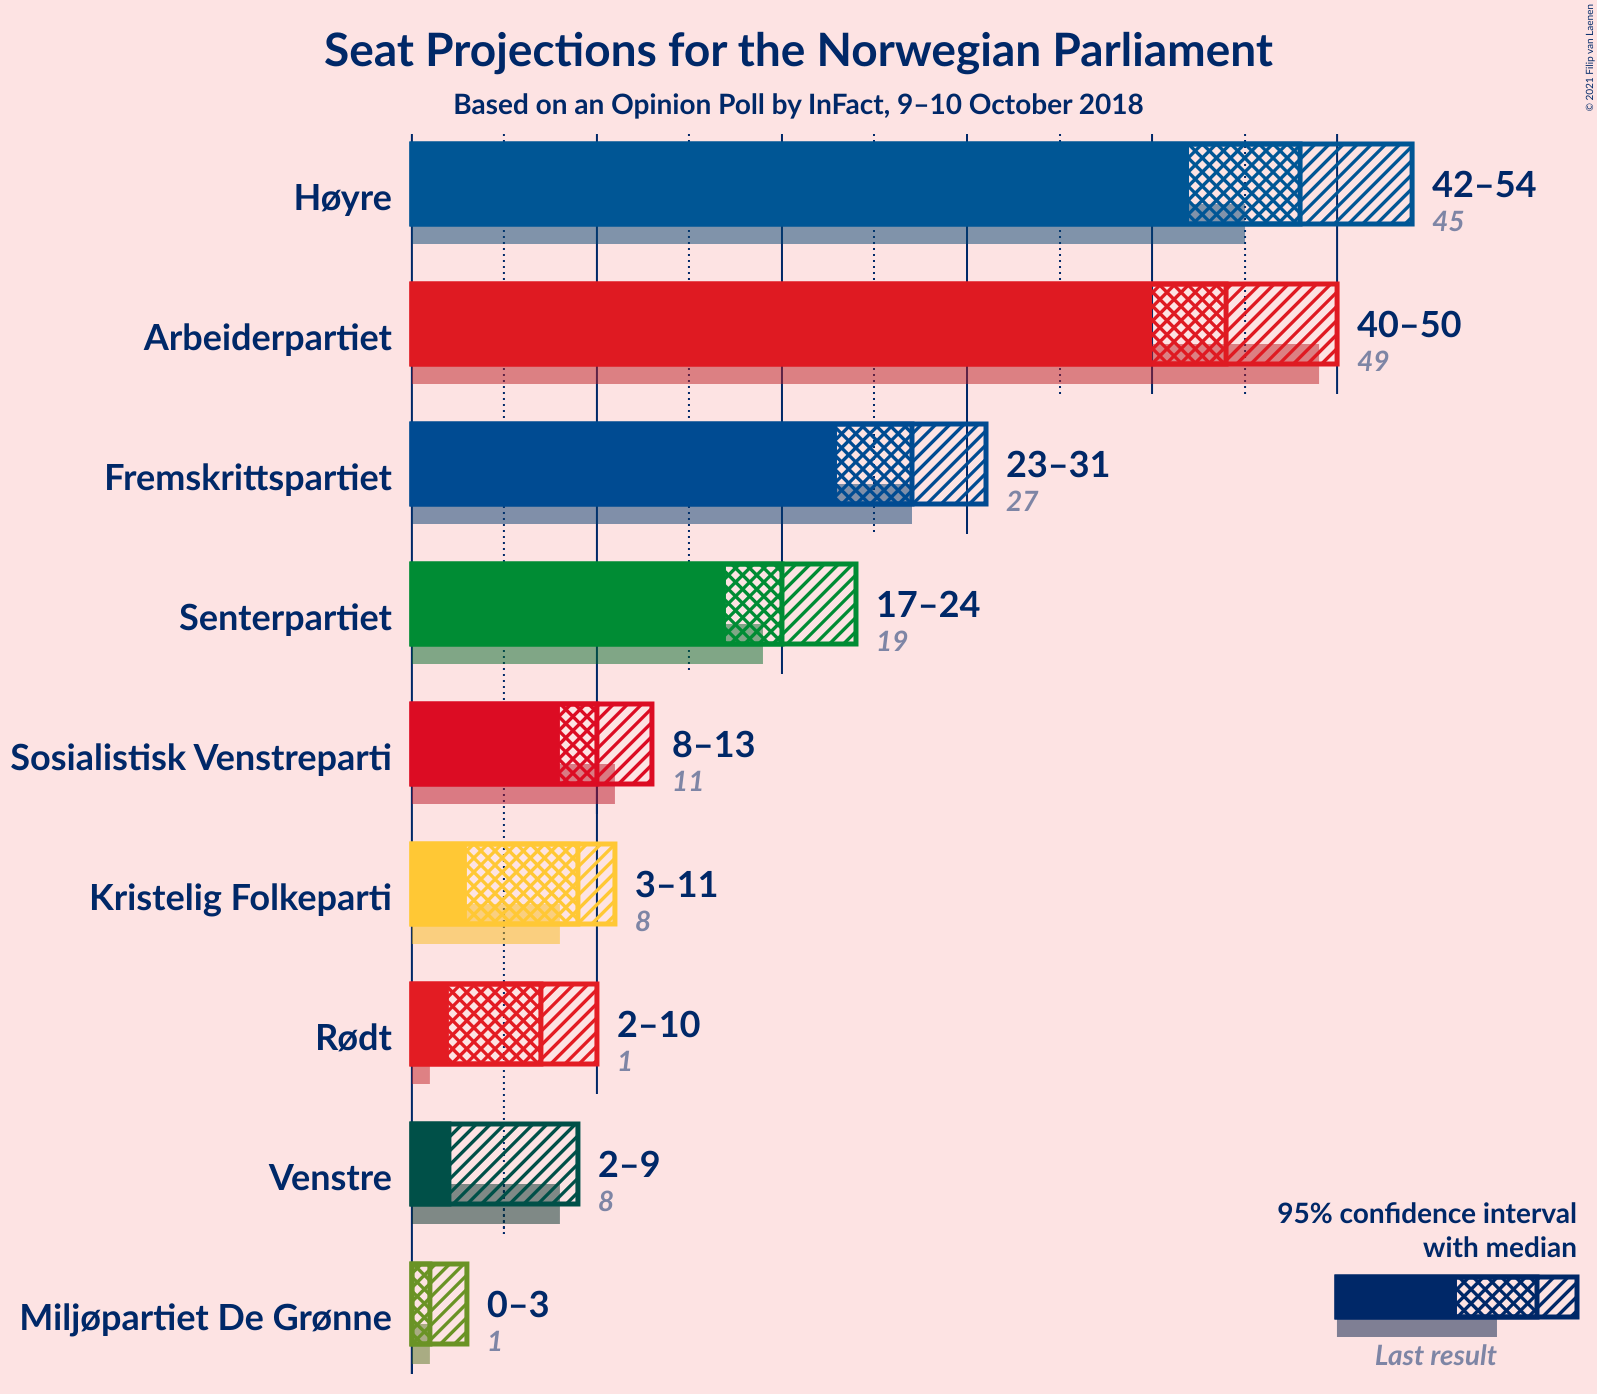 Seat Projections for the Norwegian Parliament
Based on an Opinion Poll by InFact, 9–10 October 2018
© 2021 Filip van Laenen
Høyre
42–54
45
Arbeiderpartiet
40–50
49
Fremskrittspartiet
23–31
27
Senterpartiet
17–24
19
Sosialistisk Venstreparti
8–13
11
Kristelig Folkeparti
3–11
8
Rødt
2–10
1
Venstre
2–9
8
Miljøpartiet De Grønne
0–3
1
95% confidence interval
with median
Last result